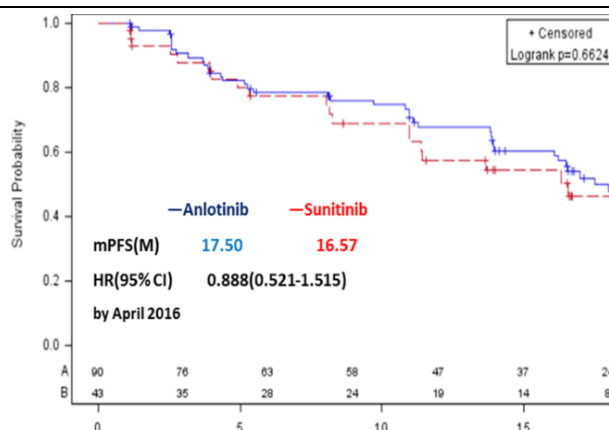 1.0
+ Censored
Logrank p=0.6624
0.8
0.6
Survival Probability
—Anlotinib —Sunitinib
0.4
mPFS(M) 17.50 16.57
HR(95% CI) 0.888(0.521-1.515)
0.2
by April 2016
0.0
A 90 76 63 58 47 37 24
B 43 35 28 24 19 14 8
0 5 10 15